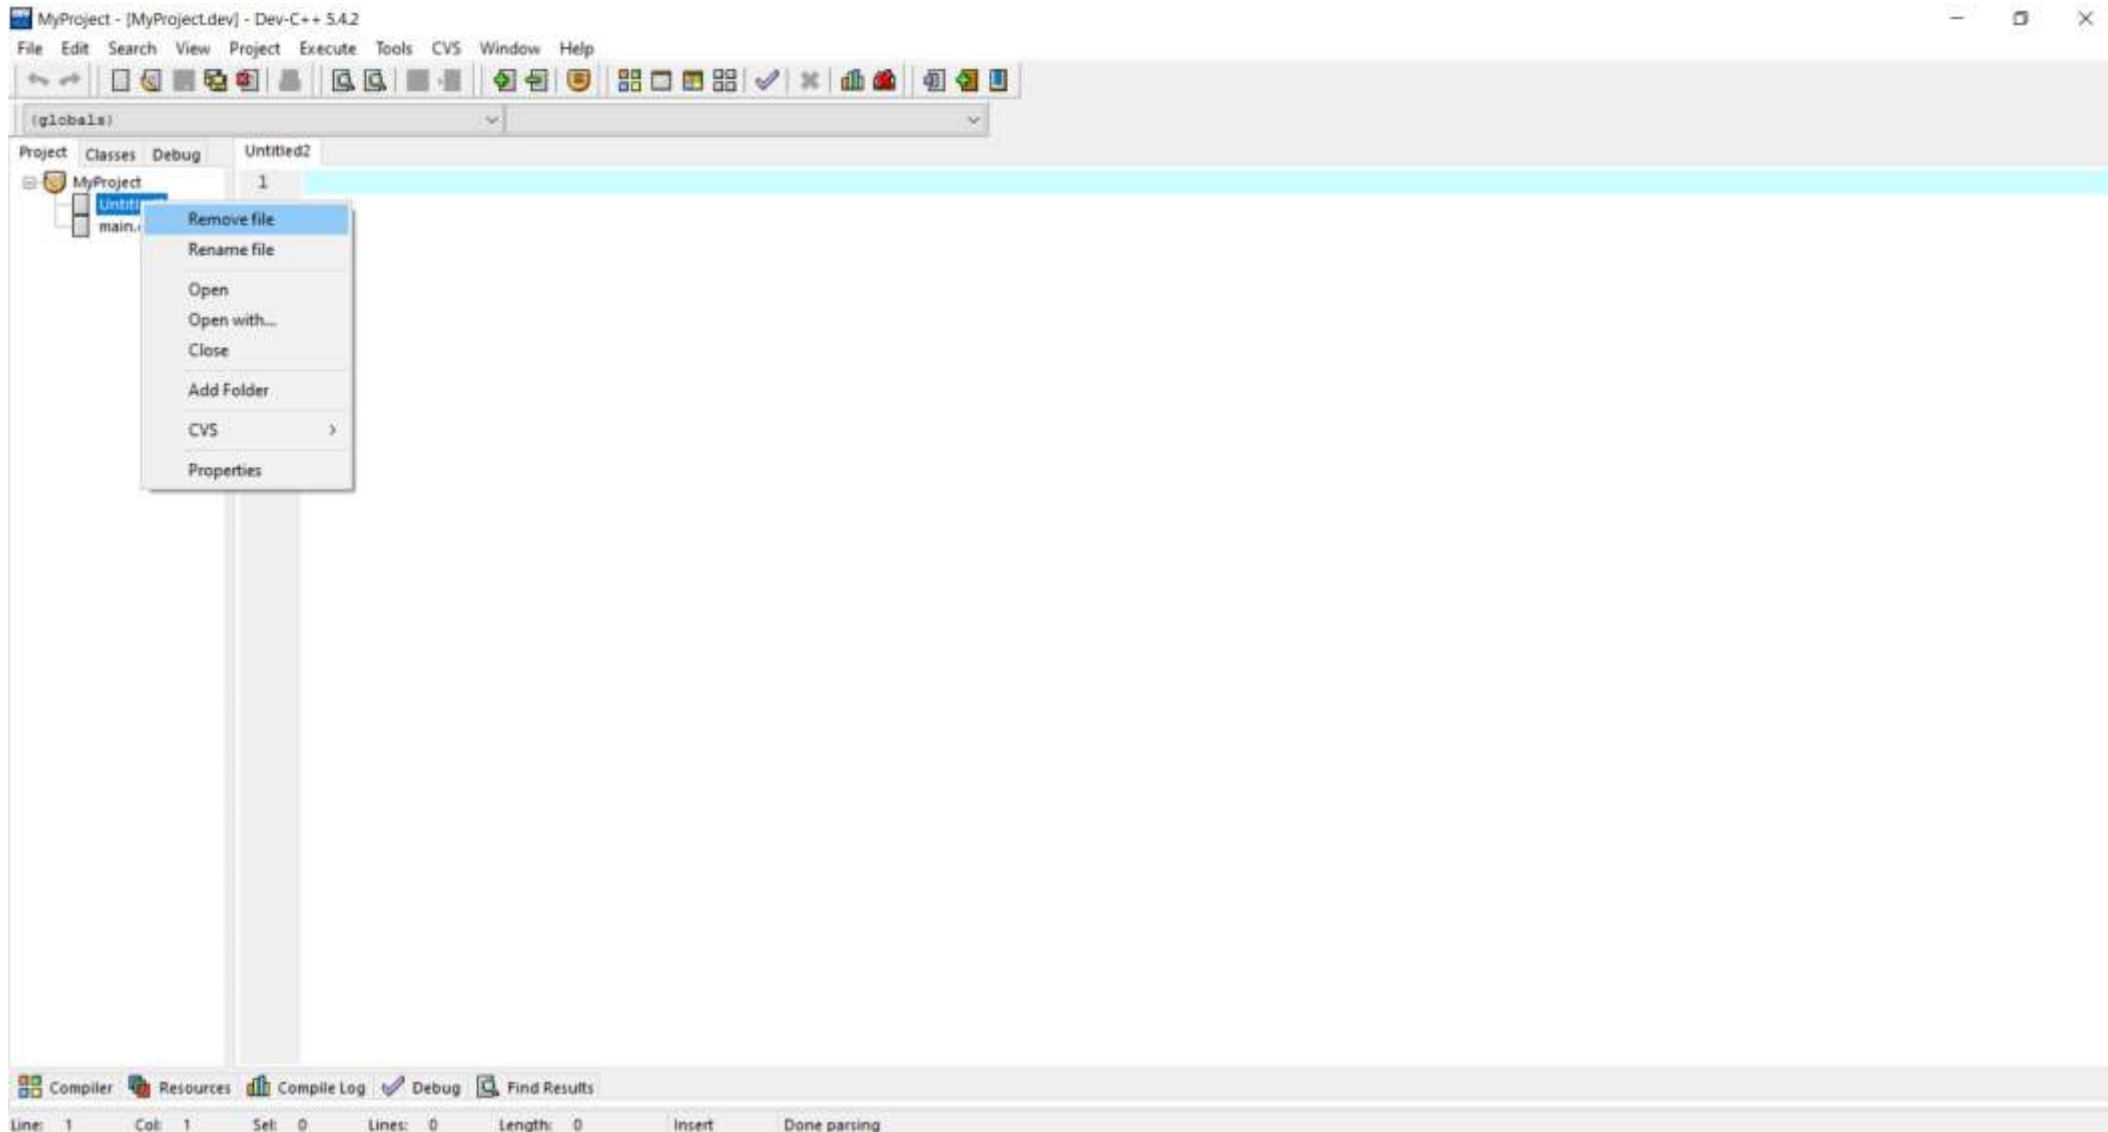 MyProject - [MyProject.dev] - Dev-C++ 5.4.2
File Edit Search View Project Execute Tools CVS Window Help
(globals)
Project Classes Debug Untitled2
MyProject 1
main.
Remove file
Rename file
Open
Open with...
Close
Add Folder
CVS
Properties
Compiler Resources Compile Log Debug Find Results
Line: 1 Col: 1 Sel: 0 Lines: 0 Length: 0 Insert Done parsing